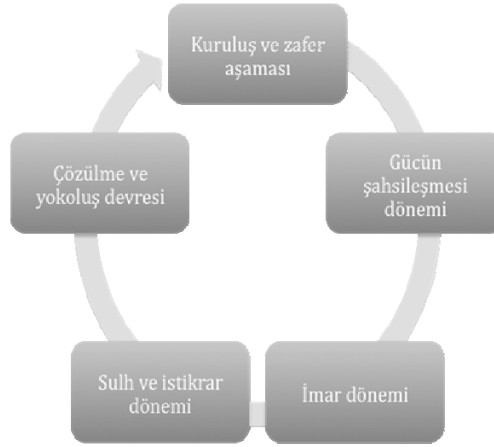 Kuruluş ve zafer
aşaması
Gücün
şahsileşmesi
dönemi
İmar dönemi
Sulh ve istikrar
dönemi
Çözülme ve
yokoluş devresi